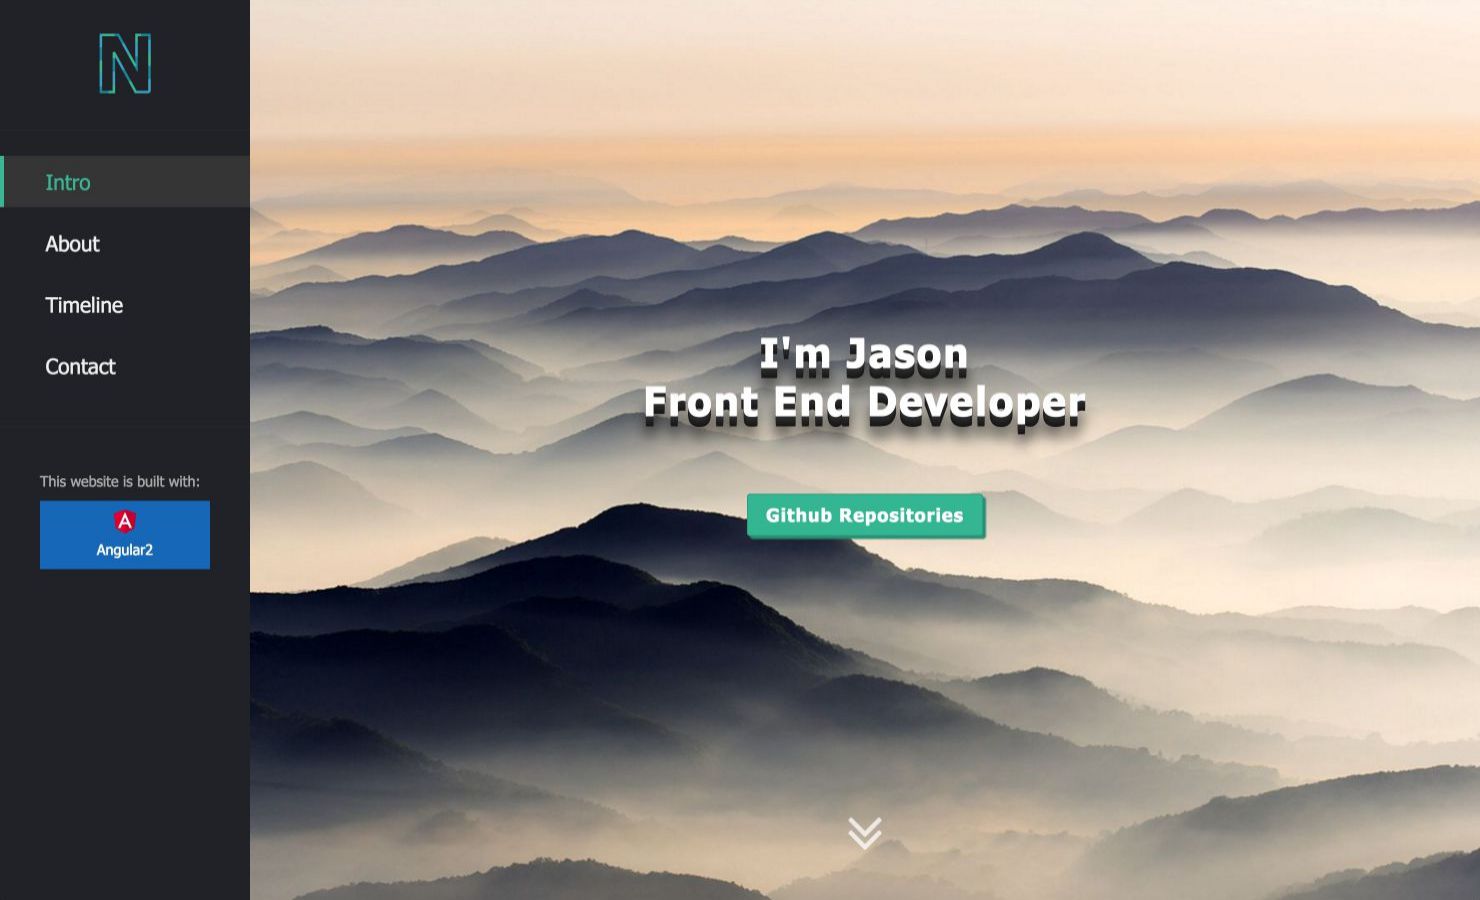 N
Intro
About
Timeline
Contact
This website is built with:
A
Angular2
I'm Jason
Front End Developer
Github Repositories